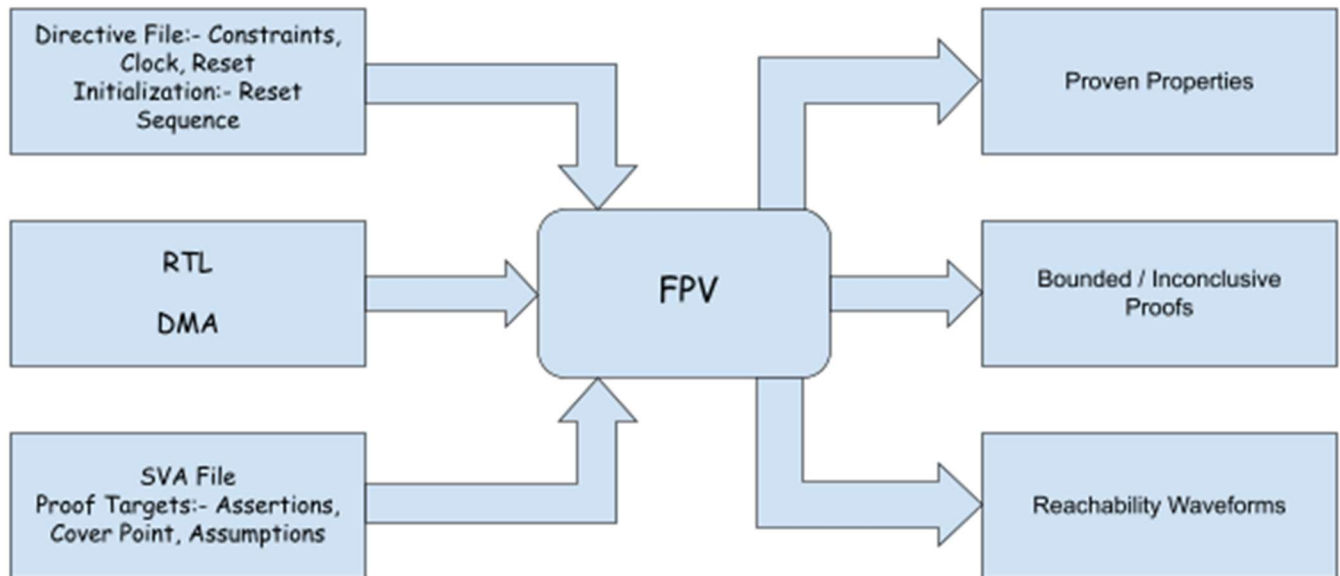 Directive File:- Constraints,
Clock, Reset
Initialization:- Reset
Sequence
RTL
DMA
SVA File
Proof Targets:- Assertions,
Cover Point, Assumptions
FPV
Proven Properties
Bounded / Inconclusive
Proofs
Reachability Waveforms